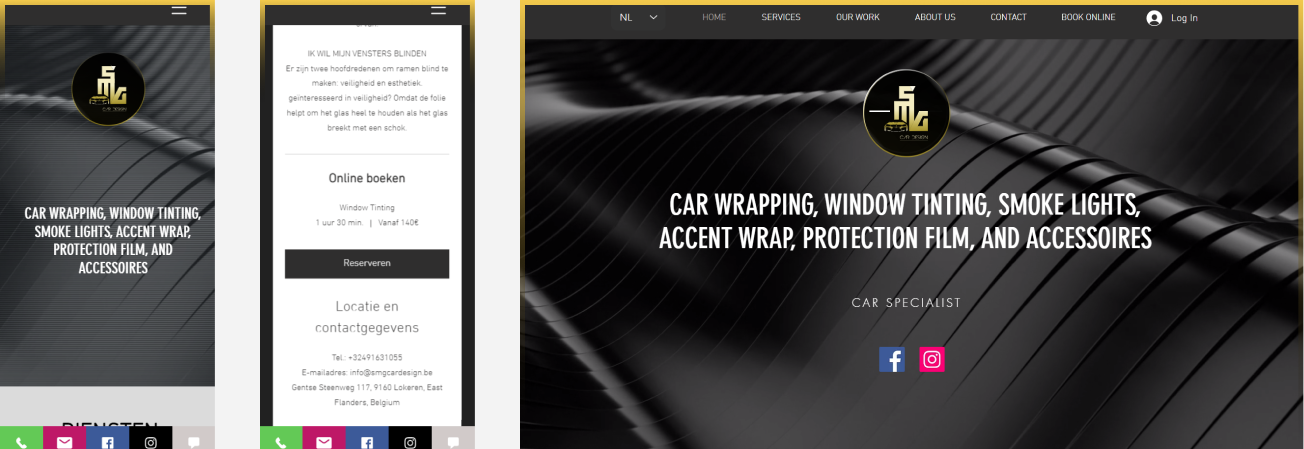 SMG
CAR DESIGN
CAR WRAPPING, WINDOW TINTING,
SMOKE LIGHTS, ACCENT WRAP,
PROTECTION FILM, AND
ACCESSOIRES
DIENSTEN
IK WIL MIJN VENSTERS BLINDEN
Er zijn twee hoofdredenen om ramen blind te
maken: veiligheid en esthetiek.
geïnteresseerd in veiligheid? Omdat de folie
helpt om het glas heel te houden als het glas
breekt met een schok.
Online boeken
Window Tinting
1 uur 30 min. | Vanaf 140€
Reserveren
Locatie en
contactgegevens
Tel.: +32491631055
E-mailadres: info@smgcardesign.be
Gentse Steenweg 117, 9160 Lokeren, East
Flanders, Belgium
NL HOME SERVICES OUR WORK ABOUT US CONTACT BOOK ONLINE Log In
SMG
CAR DESIGN
CAR WRAPPING, WINDOW TINTING, SMOKE LIGHTS,
ACCENT WRAP, PROTECTION FILM, AND ACCESSOIRES
CAR SPECIALIST